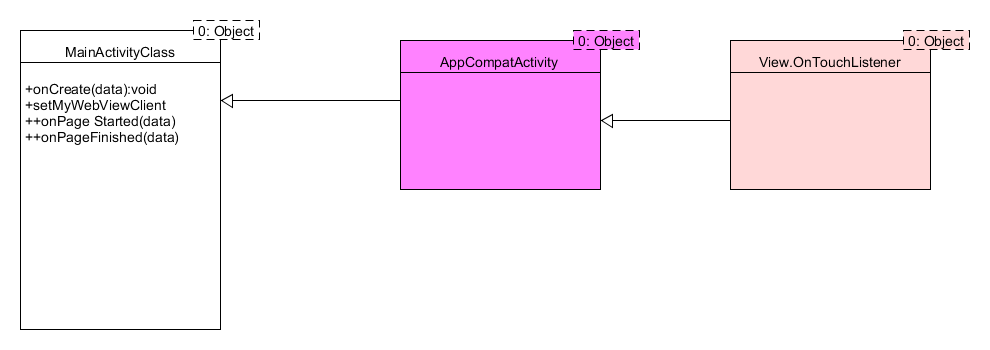 0: Object
MainActivityClass
+onCreate(data):void
+setMyWebViewClient
++onPage Started(data)
++onPageFinished(data)
0: Object
AppCompatActivity
0: Object
View.OnTouchListener